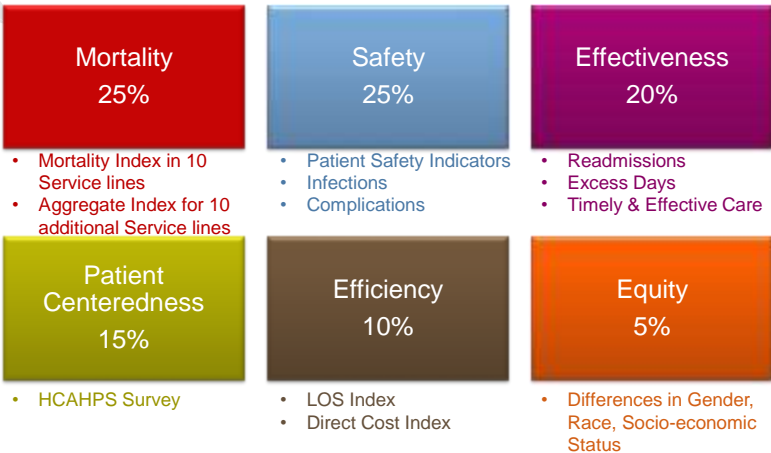 Mortality
25%
Safety
25%
Effectiveness
20%
• Mortality Index in 10
Service lines
• Aggregate Index for 10
additional Service lines
• Patient Safety Indicators
• Infections
• Complications
• Readmissions
• Excess Days
• Timely & Effective Care
Patient
Centeredness
15%
Efficiency
10%
Equity
5%
• HCAHPS Survey
• LOS Index
• Direct Cost Index
• Differences in Gender,
Race, Socio-economic
Status